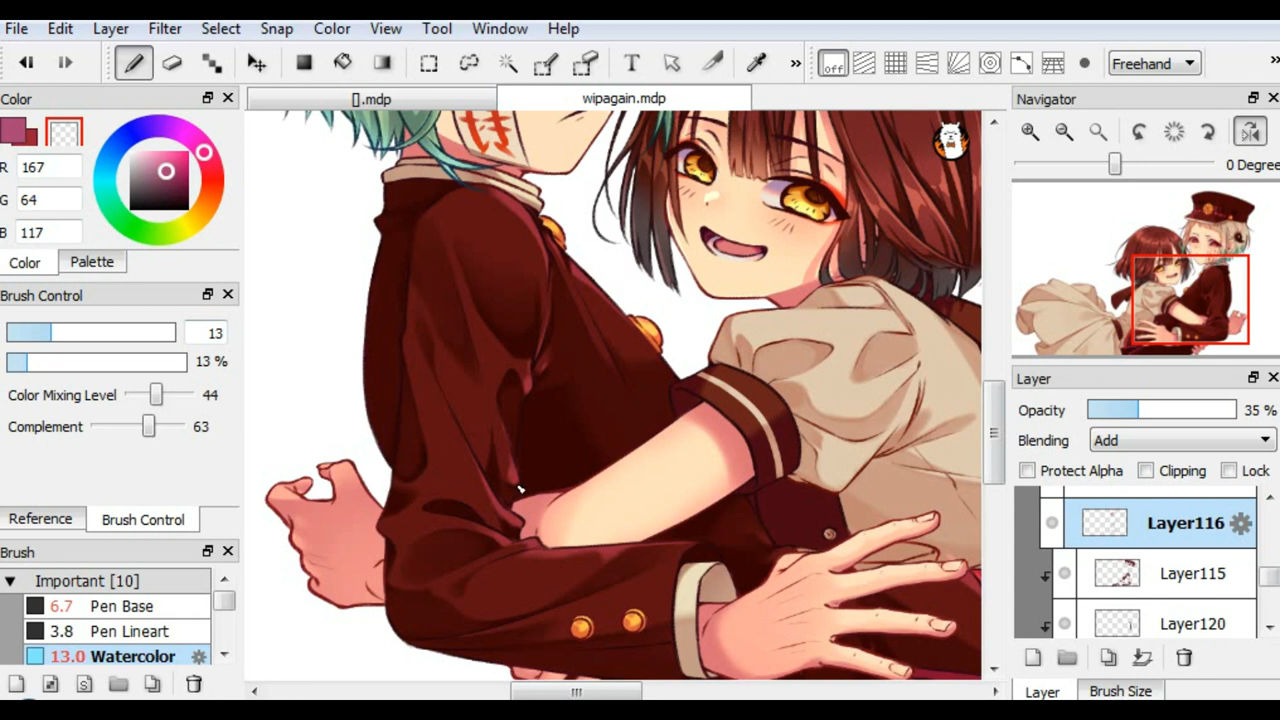 File Edit Layer Filter Select Snap Color View Tool Window Help
off Freehand
Color
[].mdp wipagain.mdp
Navigator
R 167
G 64
B 117
0 Degree
Color Palette
Brush Control
13
13 %
Color Mixing Level 44
Complement 63
Reference Brush Control
Brush
Important [10]
6.7 Pen Base
3.8 Pen Lineart
13.0 Watercolor
封
Layer
Opacity 35 %
Blending Add
Protect Alpha Clipping Lock
Layer116
Layer115
Layer120
Layer Brush Size